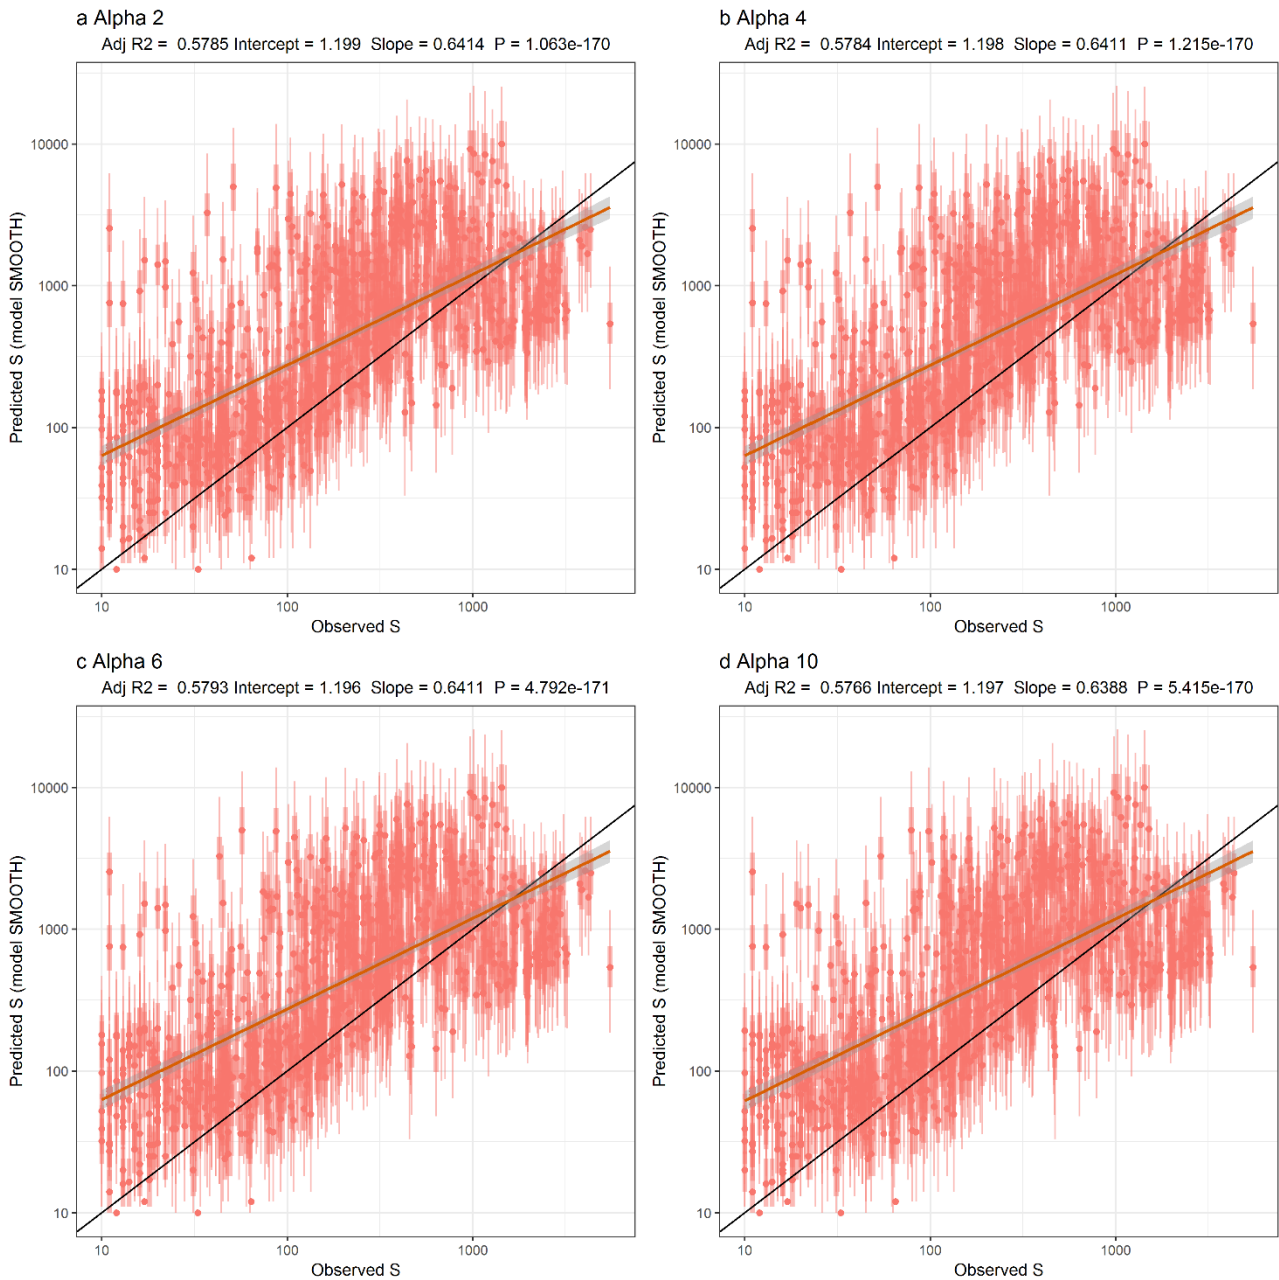 a Alpha 2
Adj R2 =  0.5785 Intercept = 1.199  Slope = 0.6414  P = 1.063e-170
Predicted S (model SMOOTH)
10000
1000
100
10
10 100 1000
Observed S
b Alpha 4
Adj R2 =  0.5784 Intercept = 1.198  Slope = 0.6411  P = 1.215e-170
Predicted S (model SMOOTH)
10000
1000
100
10
10 100 1000
Observed S
c Alpha 6
Adj R2 =  0.5793 Intercept = 1.196  Slope = 0.6411  P = 4.792e-171
Predicted S (model SMOOTH)
10000
1000
100
10
10 100 1000
Observed S
d Alpha 10
Adj R2 =  0.5766 Intercept = 1.197  Slope = 0.6388  P = 5.415e-170
Predicted S (model SMOOTH)
10000
1000
100
10
10 100 1000
Observed S